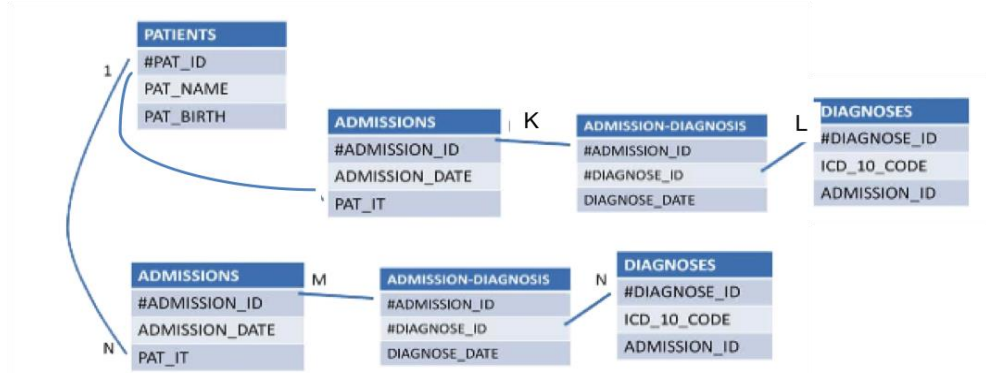 PATIENTS
#PAT_ID
PAT_NAME
PAT_BIRTH
1
ADMISSIONS
#ADMISSION_ID
ADMISSION_DATE
PAT_IT
K
ADMISSION-DIAGNOSIS
#ADMISSION_ID
#DIAGNOSE_ID
DIAGNOSE_DATE
L
DIAGNOSES
#DIAGNOSE_ID
ICD_10_CODE
ADMISSION_ID
ADMISSIONS
#ADMISSION_ID
ADMISSION_DATE
PAT_IT
N
M
ADMISSION-DIAGNOSIS
#ADMISSION_ID
#DIAGNOSE_ID
DIAGNOSE_DATE
N
DIAGNOSES
#DIAGNOSE_ID
ICD_10_CODE
ADMISSION_ID